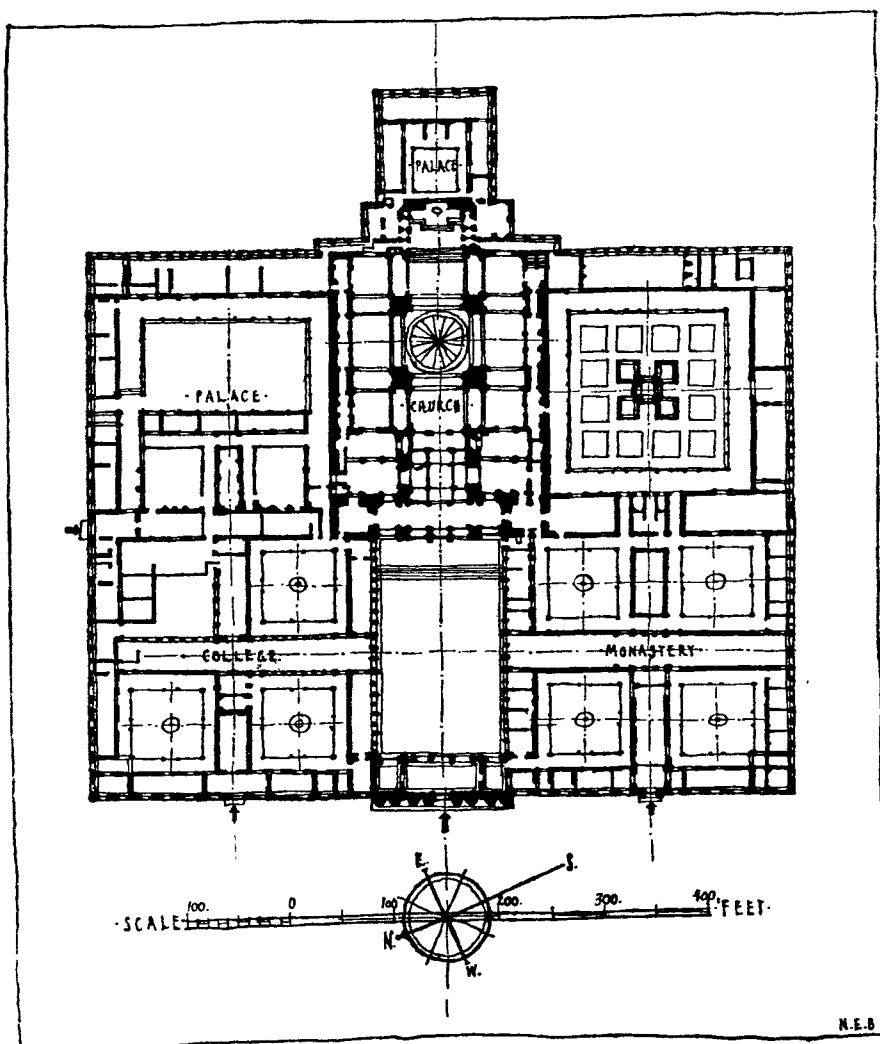 ·PALACE·
·PALACE·
·CHURCH·
COLLEGE.
MONASTERY
E.
S.
·SCALE 100. 0 100. 200. 300. 400. FEET·
N.
W.
N.E.B